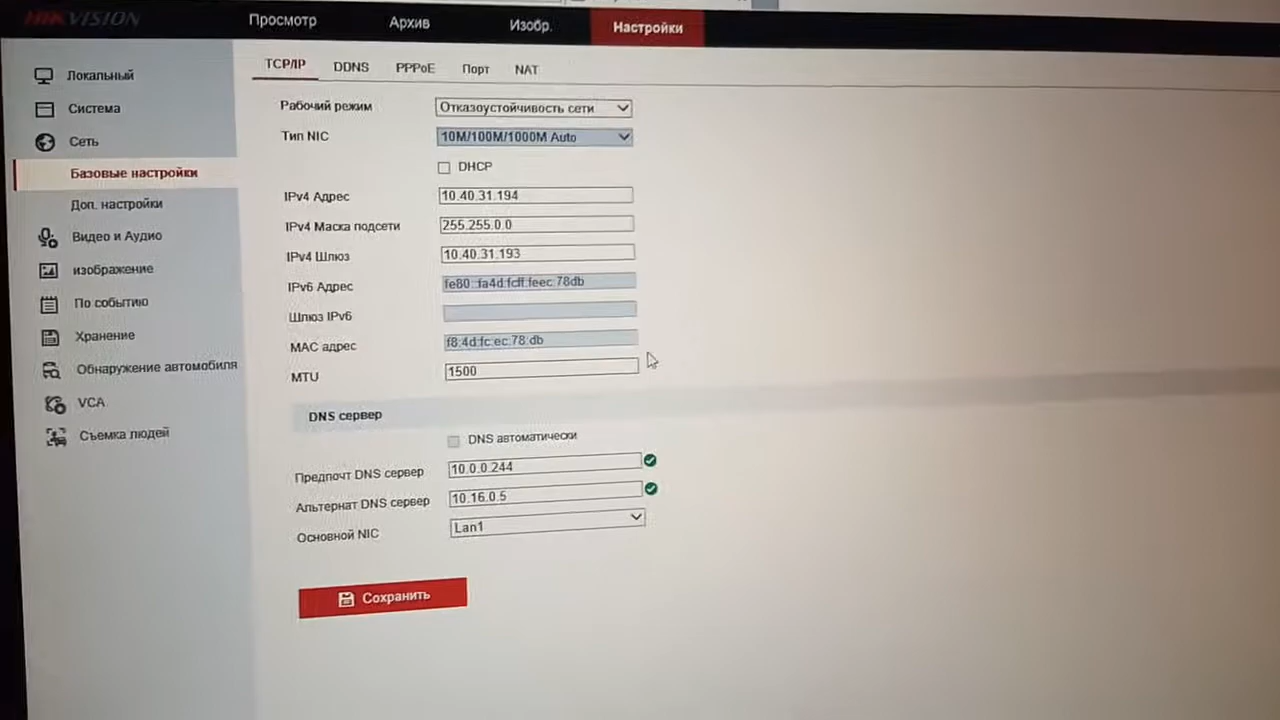 HIKVISION
Просмотр Архив Изобр. Настройки
Локальный
Система
Сеть
Базовые настройки
Доп. настройки
Видео и Аудио
изображение
По событию
Хранение
Обнаружение автомобиля
VCA
Съемка людей
TCP/IP DDNS PPPoE Порт NAT
Рабочий режим Отказоустойчивость сети
Тип NIC 10M/100M/1000M Auto
DHCP
IPv4 Адрес 10.40.31.194
IPv4 Маска подсети 255.255.0.0
IPv4 Шлюз 10.40.31.193
IPv6 Адрес fe80::fa4d:fcff:feec:78db
Шлюз IPv6
MAC адрес f8:4d:fc:ec:78:db
MTU 1500
DNS сервер
DNS автоматически
Предпочт DNS сервер 10.0.0.244
Альтернат DNS сервер 10.16.0.5
Основной NIC Lan1
Сохранить